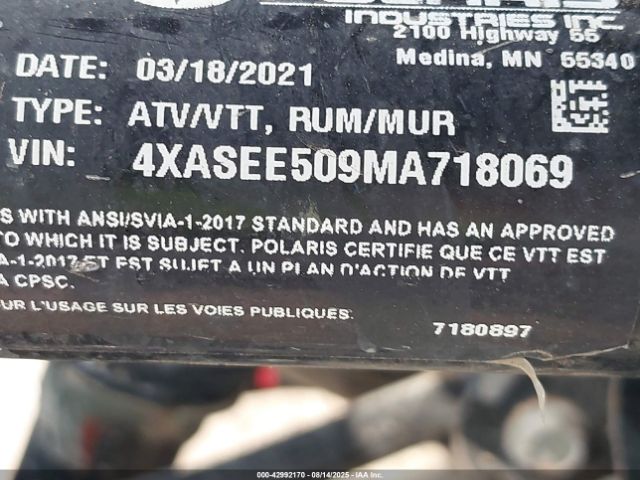 INDUSTRIES INC.
2100 Highway 55
Medina, MN 55340
DATE: 03/18/2021
TYPE: ATV/VTT, RUM/MUR
VIN: 4XASEE509MA718069
S WITH ANSI/SVIA-1-2017 STANDARD AND HAS AN APPROVED
TO WHICH IT IS SUBJECT. POLARIS CERTIFIE QUE CE VTT EST
A-1-2017 ET EST SUJET A UN PLAN D'ACTION DE VTT
A CPSC.
UR L'USAGE SUR LES VOIES PUBLIQUES.
7180897
000-42992170 - 08/14/2025 - IAA Inc.